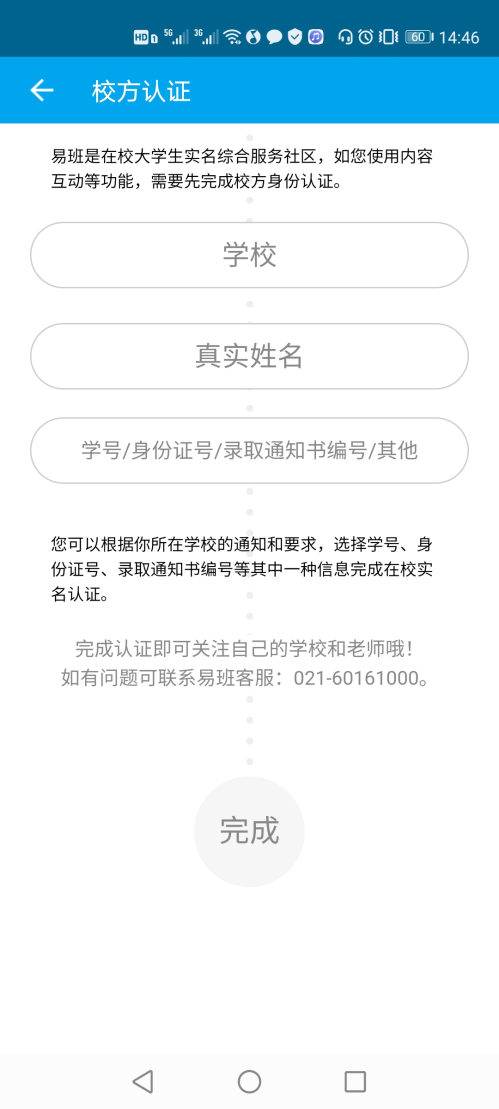 HD 5G 3G 60 14:46
校方认证
易班是在校大学生实名综合服务社区，如您使用内容
互动等功能，需要先完成校方身份认证。
学校
真实姓名
学号/身份证号/录取通知书编号/其他
您可以根据你所在学校的通知和要求，选择学号、身
份证号、录取通知书编号等其中一种信息完成在校实
名认证。
完成认证即可关注自己的学校和老师哦！
如有问题可联系易班客服：021-60161000。
完成